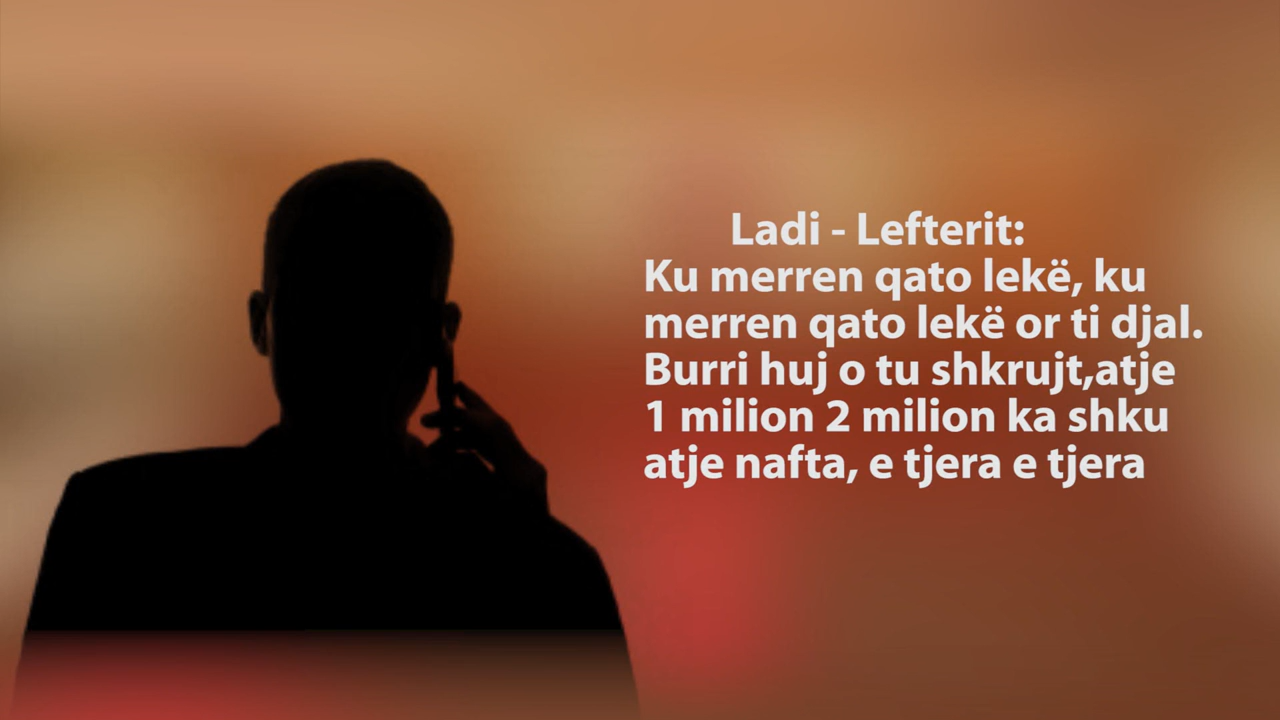 Ladi - Lefterit:
Ku merren qato lekë, ku
merren qato lekë or ti djal.
Burri huj o tu shkrujt,atje
1 milion 2 milion ka shku
atje nafta, e tjera e tjera